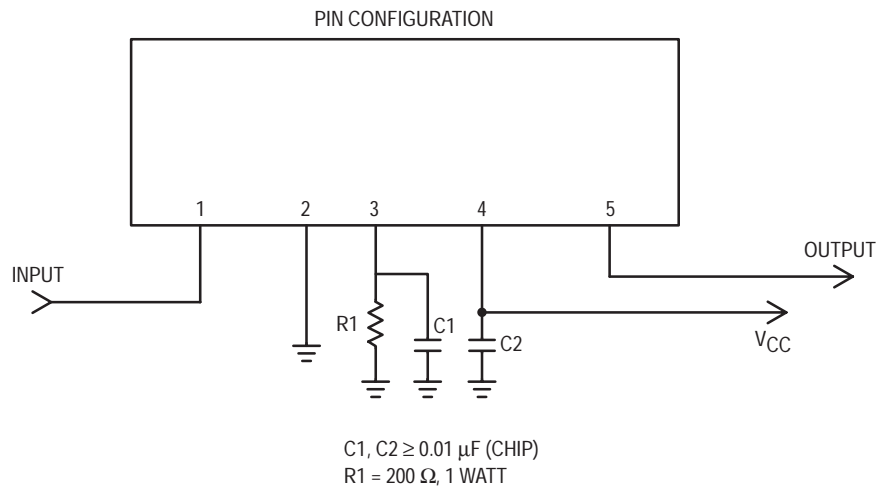 PIN CONFIGURATION
1 2 3 4 5
INPUT
OUTPUT
R1 C1 C2
VCC
C1, C2 ≥ 0.01 μF (CHIP)
R1 = 200 Ω, 1 WATT